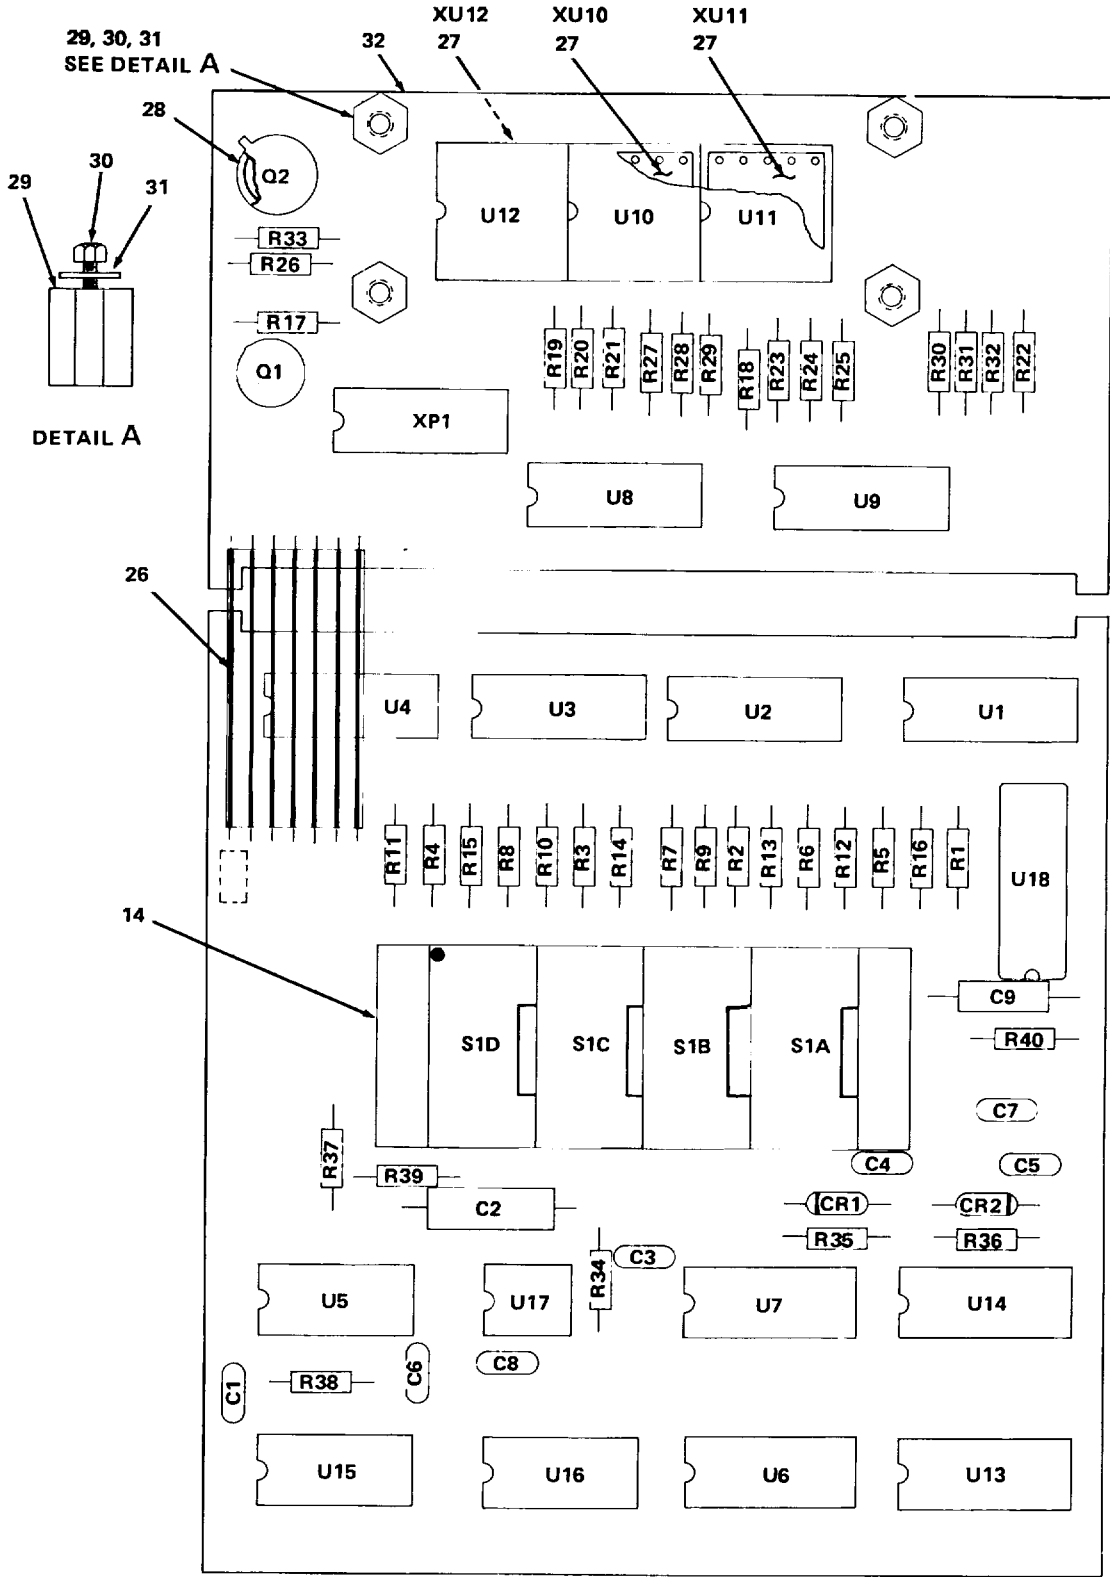 XU12 XU10 XU11
29, 30, 31 32 27 27 27
SEE DETAIL A
28
30
29 31
Q2
U12 U10 U11
R33
R26
R17
R19 R20 R21 R27 R28 R29 R18 R23 R24 R25 R30 R31 R32 R22
Q1
XP1
DETAIL A
U8 U9
26
U4 U3 U2 U1
R11 R4 R15 R8 R10 R3 R14 R7 R9 R2 R13 R6 R12 R5 R16 R1
U18
14
C9
S1D S1C S1B S1A
R40
C7
R37
R39 C4 C5
C2 CR1 CR2
R35 R36
R34 C3
U5 U17 U7 U14
C8
C1 R38 C6
U15 U16 U6 U13